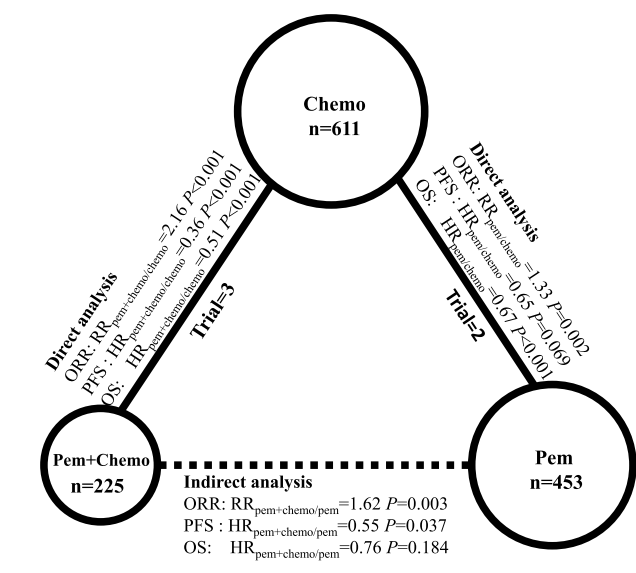 Chemo
n=611
Direct analysis
ORR: RRpem+chemo/chemo=2.16 P<0.001
PFS : HRpem+chemo/chemo=0.36 P<0.001
OS: HRpem+chemo/chemo=0.51 P<0.001
Trial=3
Direct analysis
ORR: RRpem/chemo=1.33 P=0.002
PFS : HRpem/chemo=0.65 P=0.069
OS: HRpem/chemo=0.67 P<0.001
Trial=2
Pem+Chemo
n=225
Pem
n=453
Indirect analysis
ORR: RRpem+chemo/pem=1.62 P=0.003
PFS : HRpem+chemo/pem=0.55 P=0.037
OS: HRpem+chemo/pem=0.76 P=0.184